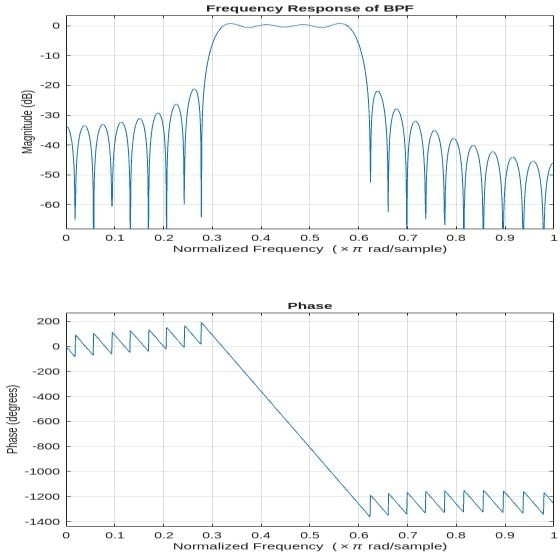 Frequency Response of BPF
Magnitude (dB)
0
-10
-20
-30
-40
-50
-60
0 0.1 0.2 0.3 0.4 0.5 0.6 0.7 0.8 0.9 1
Normalized Frequency (×π rad/sample)
Phase
Phase (degrees)
200
0
-200
-400
-600
-800
-1000
-1200
-1400
0 0.1 0.2 0.3 0.4 0.5 0.6 0.7 0.8 0.9 1
Normalized Frequency (×π rad/sample)